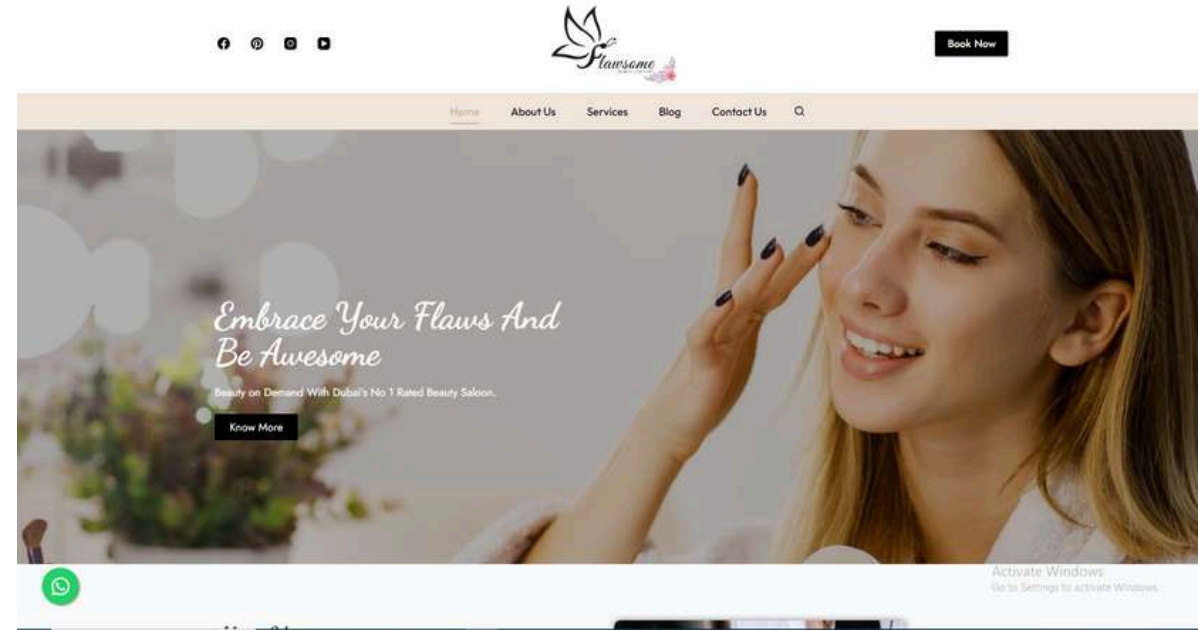 Flawsome
Book Now
Home
About Us
Services
Blog
Contact Us
Embrace Your Flaws And
Be Awesome
Beauty on Demand With Dubai's No 1 Rated Beauty Saloon.
Know More
Activate Windows
Go to Settings to activate Windows.